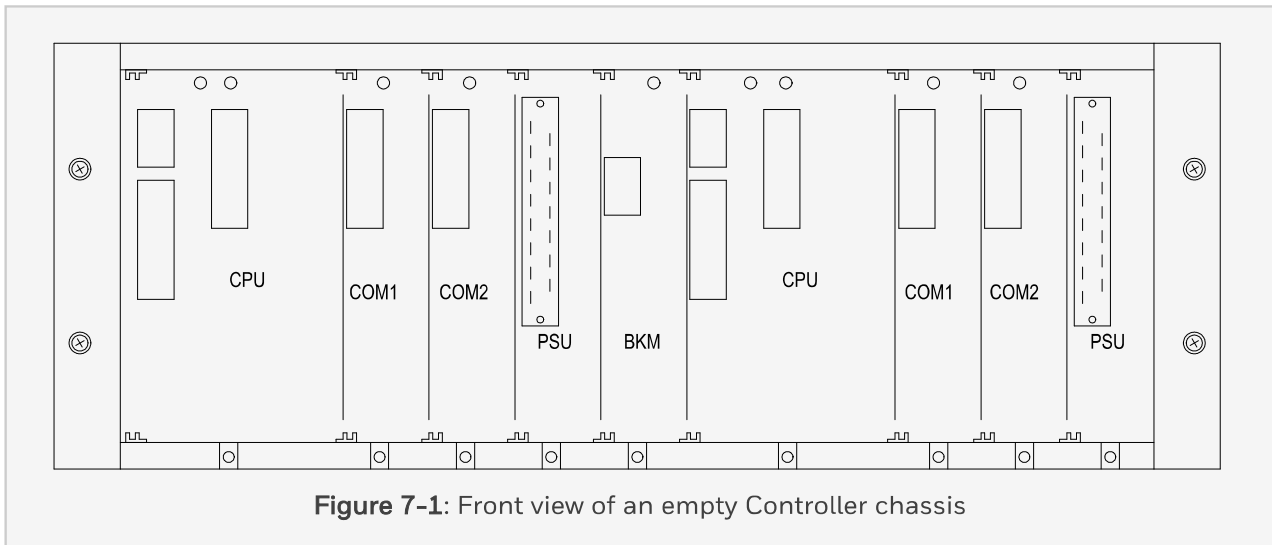 CPU
COM1
COM2
PSU
BKM
CPU
COM1
COM2
PSU
Figure 7-1: Front view of an empty Controller chassis